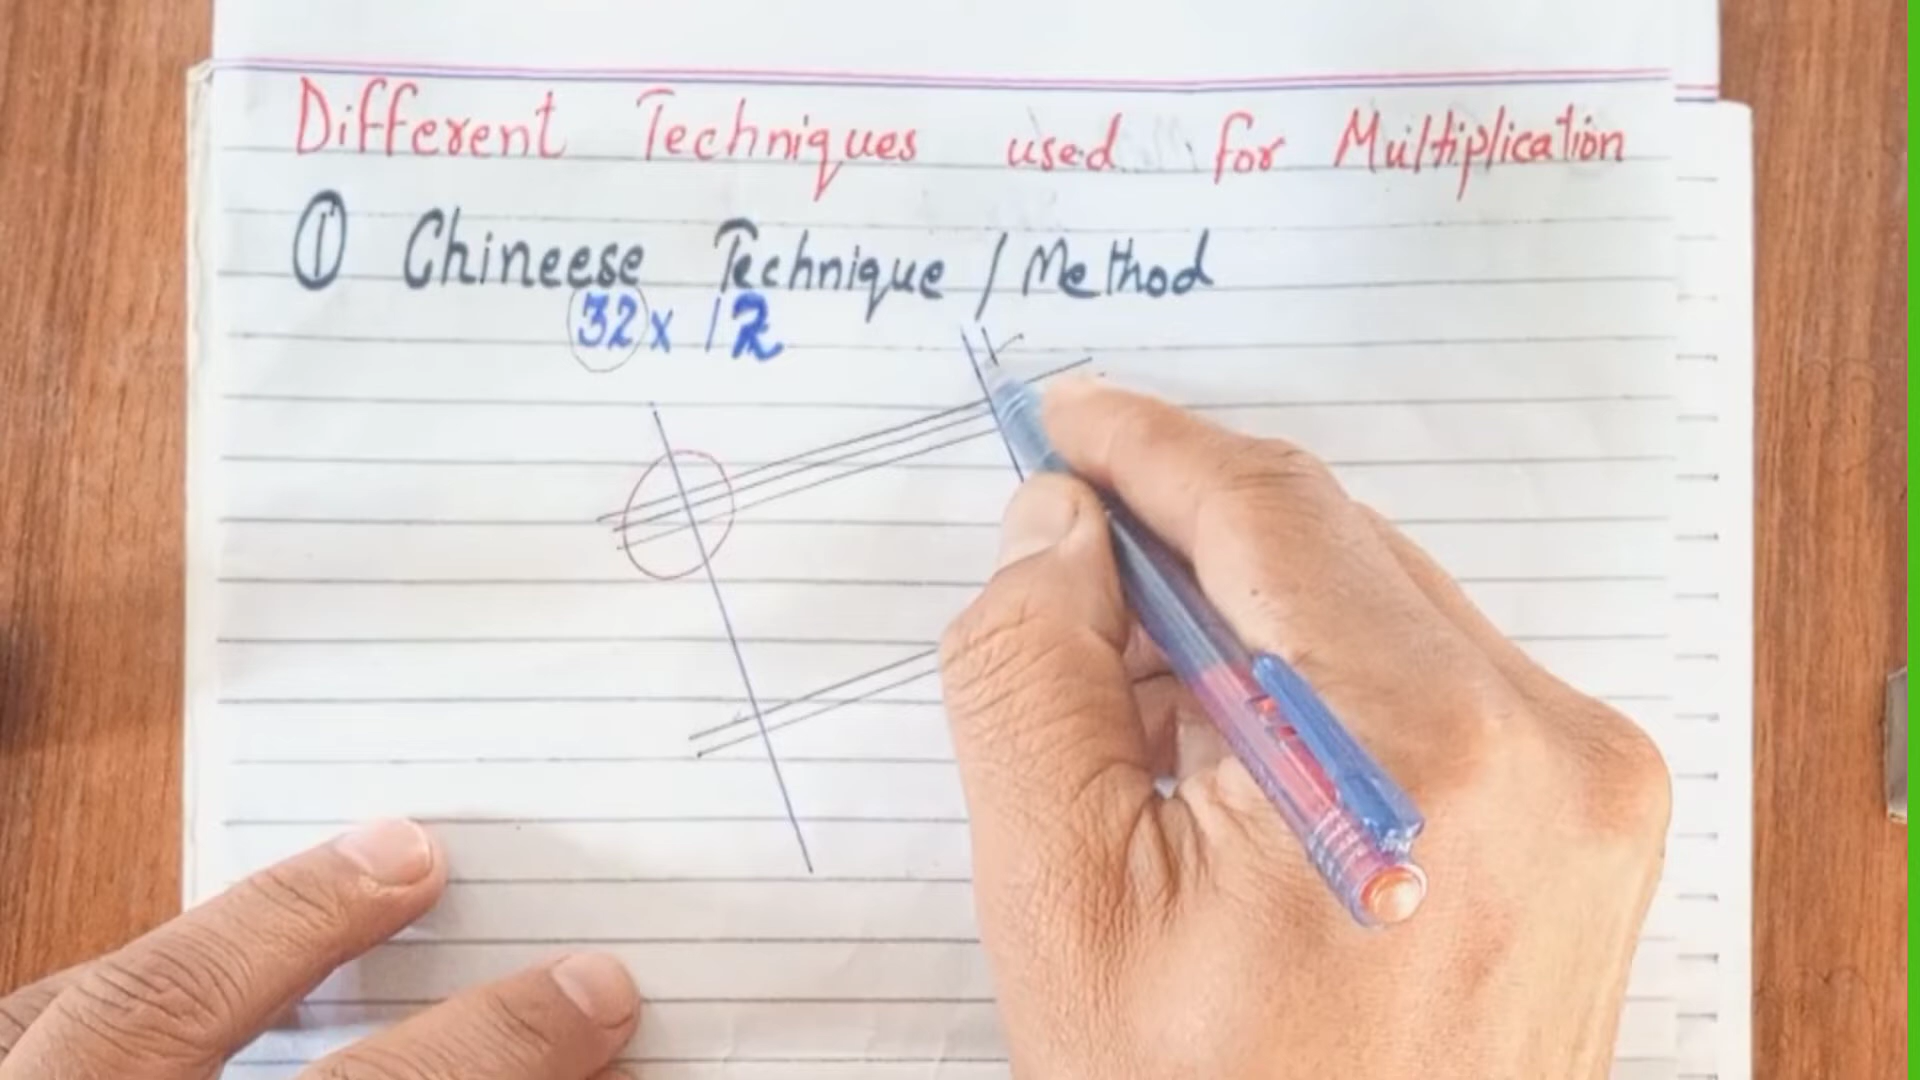 Different Techniques used for Multiplication
① Chineese Technique / Method
32 x 12